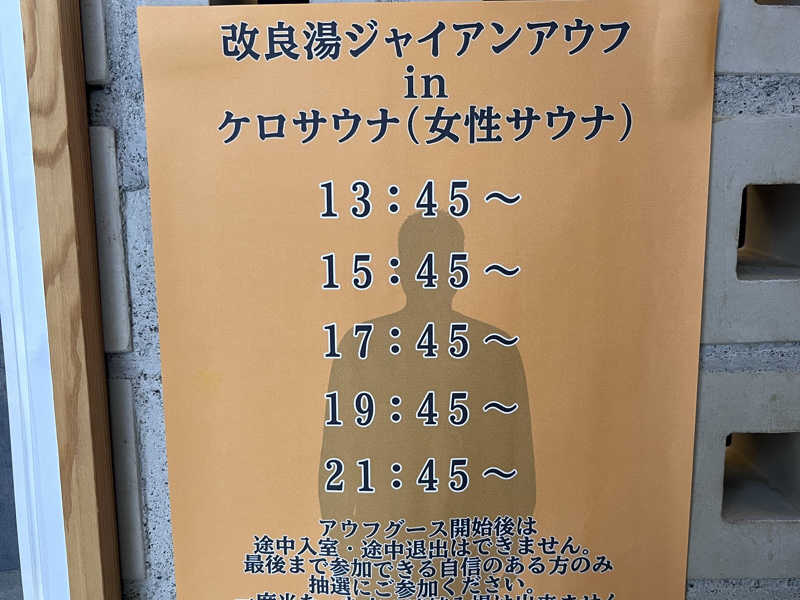 改良湯ジャイアンアウフ
in
ケロサウナ(女性サウナ)
13:45～
15:45～
17:45～
19:45～
21:45～
アウフグース開始後は
途中入室・途中退出はできません。
最後まで参加できる自信のある方のみ
抽選にご参加ください。